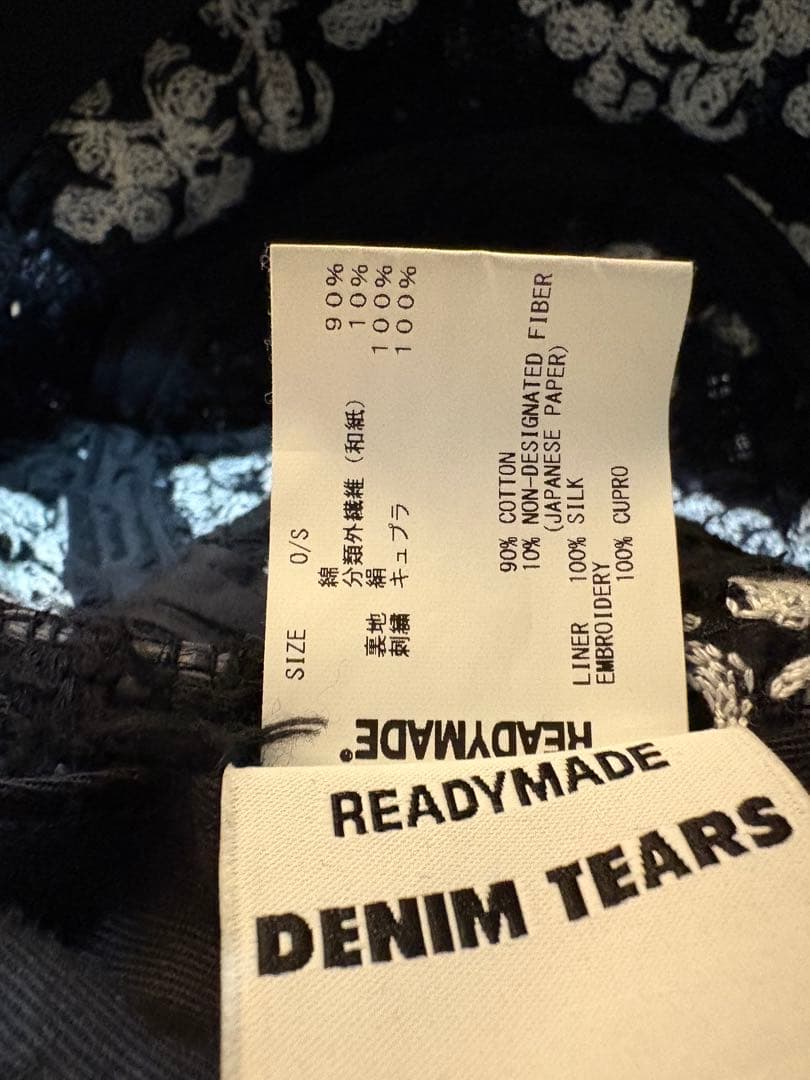 SIZE O/S
綿 90%
分類外繊維 (和紙) 10%
裏地 絹 100%
刺繍 キュプラ 100%
90% COTTON
10% NON-DESIGNATED FIBER
(JAPANESE PAPER)
LINER 100% SILK
EMBROIDERY
100% CUPRO
READYMADE®
READYMADE
DENIM TEARS